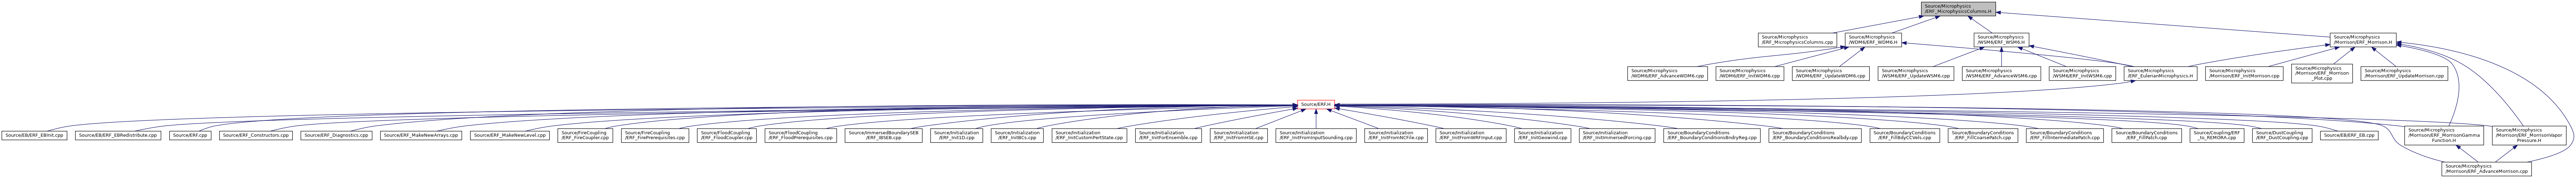 Source/Microphysics
/ERF_MicrophysicsColumns.H
Source/Microphysics
/ERF_MicrophysicsColumns.cpp
Source/Microphysics
/WDM6/ERF_WDM6.H
Source/Microphysics
/WSM6/ERF_WSM6.H
Source/Microphysics
/Morrison/ERF_Morrison.H
Source/Microphysics
/WDM6/ERF_AdvanceWDM6.cpp
Source/Microphysics
/WDM6/ERF_InitWDM6.cpp
Source/Microphysics
/WDM6/ERF_UpdateWDM6.cpp
Source/Microphysics
/WSM6/ERF_UpdateWSM6.cpp
Source/Microphysics
/WSM6/ERF_AdvanceWSM6.cpp
Source/Microphysics
/WSM6/ERF_InitWSM6.cpp
Source/Microphysics
/ERF_EulerianMicrophysics.H
Source/Microphysics
/Morrison/ERF_InitMorrison.cpp
Source/Microphysics
/Morrison/ERF_Morrison
_Plot.cpp
Source/Microphysics
/Morrison/ERF_UpdateMorrison.cpp
Source/ERF.H
Source/EB/ERF_EBInit.cpp
Source/EB/ERF_EBRedistribute.cpp
Source/ERF.cpp
Source/ERF_Constructors.cpp
Source/ERF_Diagnostics.cpp
Source/ERF_MakeNewArrays.cpp
Source/ERF_MakeNewLevel.cpp
Source/FireCoupling
/ERF_FireCoupler.cpp
Source/FireCoupling
/ERF_FirePrerequisites.cpp
Source/FloodCoupling
/ERF_FloodCoupler.cpp
Source/FloodCoupling
/ERF_FloodPrerequisites.cpp
Source/ImmersedBoundarySEB
/ERF_IBSEB.cpp
Source/Initialization
/ERF_Init1D.cpp
Source/Initialization
/ERF_InitBCs.cpp
Source/Initialization
/ERF_InitCustomPertState.cpp
Source/Initialization
/ERF_InitForEnsemble.cpp
Source/Initialization
/ERF_InitFromHSE.cpp
Source/Initialization
/ERF_InitFromInputSounding.cpp
Source/Initialization
/ERF_InitFromNCFile.cpp
Source/Initialization
/ERF_InitFromWRFInput.cpp
Source/Initialization
/ERF_InitGeowind.cpp
Source/Initialization
/ERF_InitImmersedForcing.cpp
Source/BoundaryConditions
/ERF_BoundaryConditionsBndryReg.cpp
Source/BoundaryConditions
/ERF_BoundaryConditionsRealbdy.cpp
Source/BoundaryConditions
/ERF_FillBdyCCVels.cpp
Source/BoundaryConditions
/ERF_FillCoarsePatch.cpp
Source/BoundaryConditions
/ERF_FillIntermediatePatch.cpp
Source/BoundaryConditions
/ERF_FillPatch.cpp
Source/Coupling/ERF
_to_REMORA.cpp
Source/DustCoupling
/ERF_DustCoupling.cpp
Source/EB/ERF_EB.cpp
Source/Microphysics
/Morrison/ERF_MorrisonGamma
Function.H
Source/Microphysics
/Morrison/ERF_MorrisonVapor
Pressure.H
Source/Microphysics
/Morrison/ERF_AdvanceMorrison.cpp